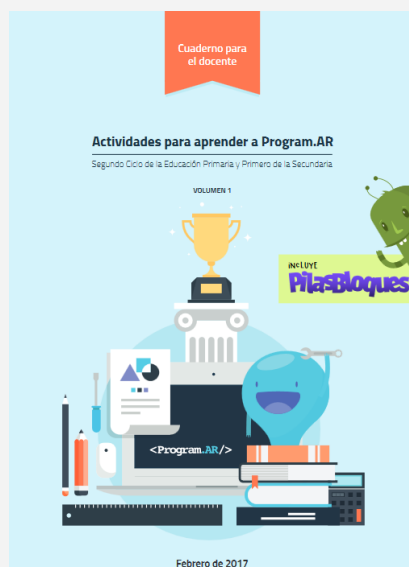 Cuaderno para
el docente
Actividades para aprender a Program.AR
Segundo Ciclo de la Educación Primaria y Primero de la Secundaria
VOLUMEN 1
iNCLUYE
PilasBloques
<Program.AR/>
Febrero de 2017